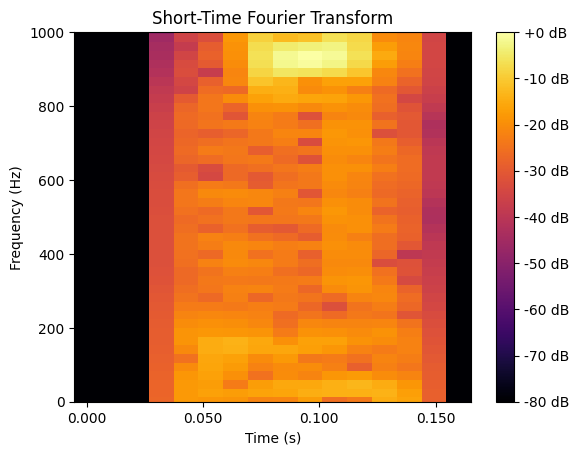 Short-Time Fourier Transform
1000
800
600
400
200
0
Frequency (Hz)
0.000
0.050
0.100
0.150
Time (s)
+0 dB
-10 dB
-20 dB
-30 dB
-40 dB
-50 dB
-60 dB
-70 dB
-80 dB